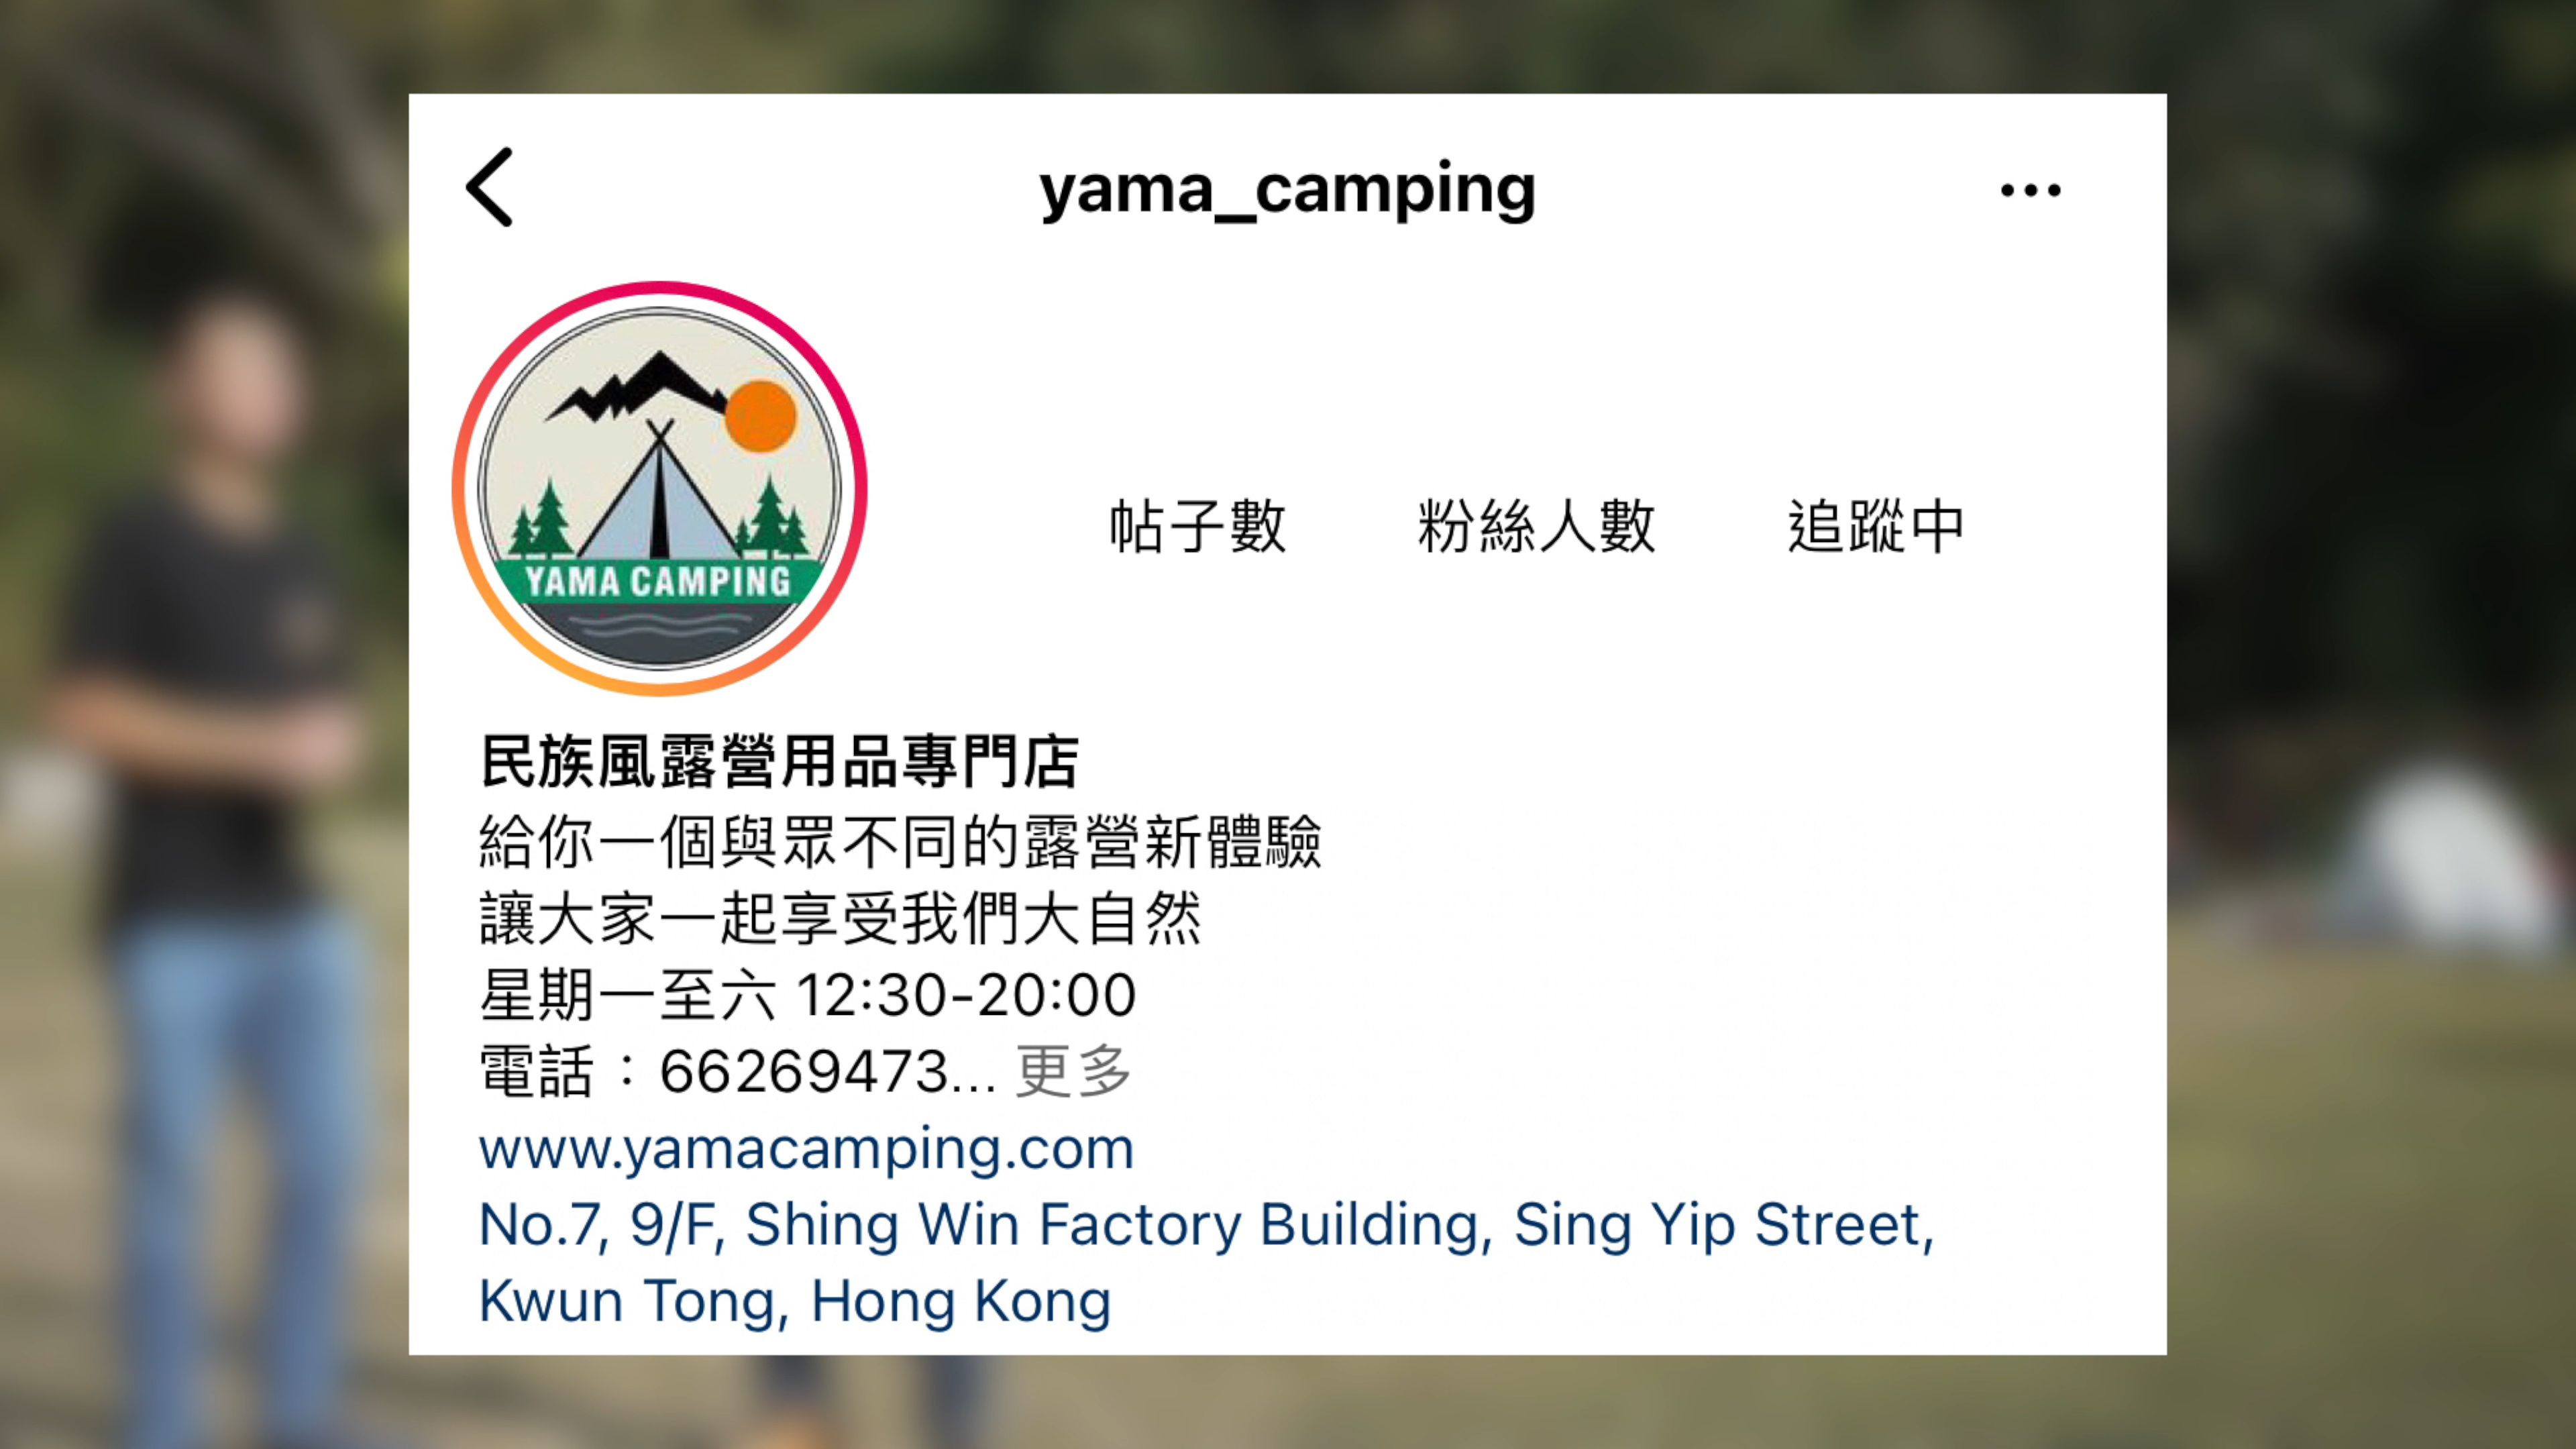 yama_camping
YAMA CAMPING
帖子數 粉絲人數 追蹤中
民族風露營用品專門店
給你一個與眾不同的露營新體驗
讓大家一起享受我們大自然
星期一至六 12:30-20:00
電話：66269473... 更多
www.yamacamping.com
No.7, 9/F, Shing Win Factory Building, Sing Yip Street,
Kwun Tong, Hong Kong